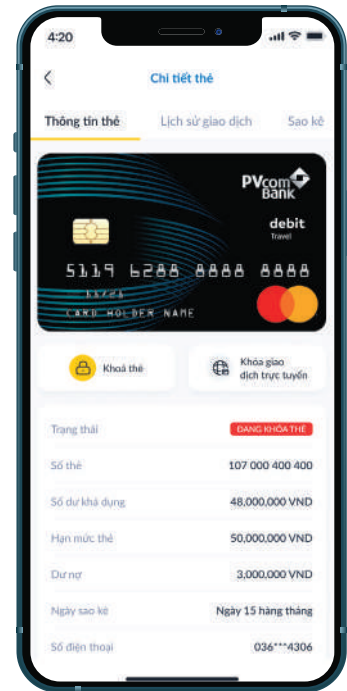 4:20
Chi tiết thẻ
Thông tin thẻ Lịch sử giao dịch Sao kê
PVcom
Bank
debit
Travel
5119 6288 8888 8888
CARD HOLDER NAME
Khoá thẻ
Khóa giao
dịch trực tuyến
Trạng thái ĐANG KHÓA THẺ
Số thẻ 107 000 400 400
Số dư khả dụng 48,000,000 VND
Hạn mức thẻ 50,000,000 VND
Dư nợ 3,000,000 VND
Ngày sao kê Ngày 15 hàng tháng
Số điện thoại 036***4306